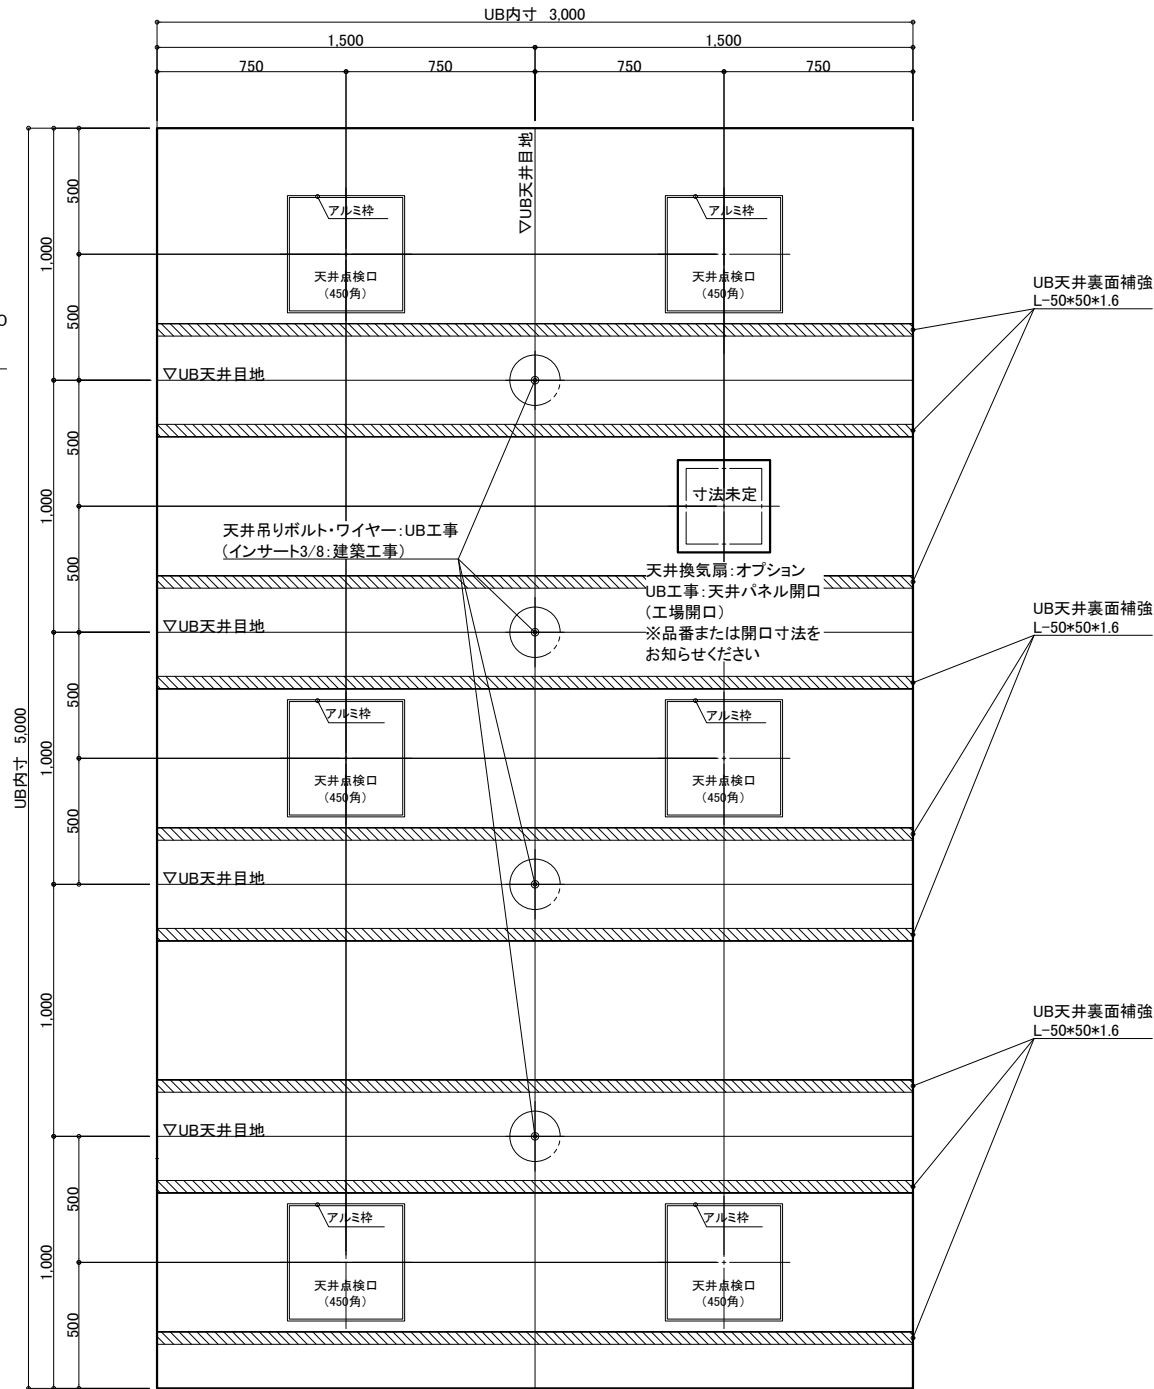 UB内寸 3,000
1,500
1,500
750
750
750
750
▽UB天井目地
500
1,000
500
アルミ枠
天井点検口
(450角)
アルミ枠
天井点検口
(450角)
UB天井裏面補強
L-50*50*1.6
0
▽UB天井目地
500
1,000
500
寸法未定
天井吊りボルト・ワイヤー:UB工事
(インサート3/8:建築工事)
天井換気扇:オプション
UB工事:天井パネル開口
(工場開口)
※品番または開口寸法を
お知らせください
▽UB天井目地
UB天井裏面補強
L-50*50*1.6
UB内寸 5,000
500
1,000
500
アルミ枠
天井点検口
(450角)
アルミ枠
天井点検口
(450角)
▽UB天井目地
1,000
UB天井裏面補強
L-50*50*1.6
▽UB天井目地
500
1,000
500
アルミ枠
天井点検口
(450角)
アルミ枠
天井点検口
(450角)